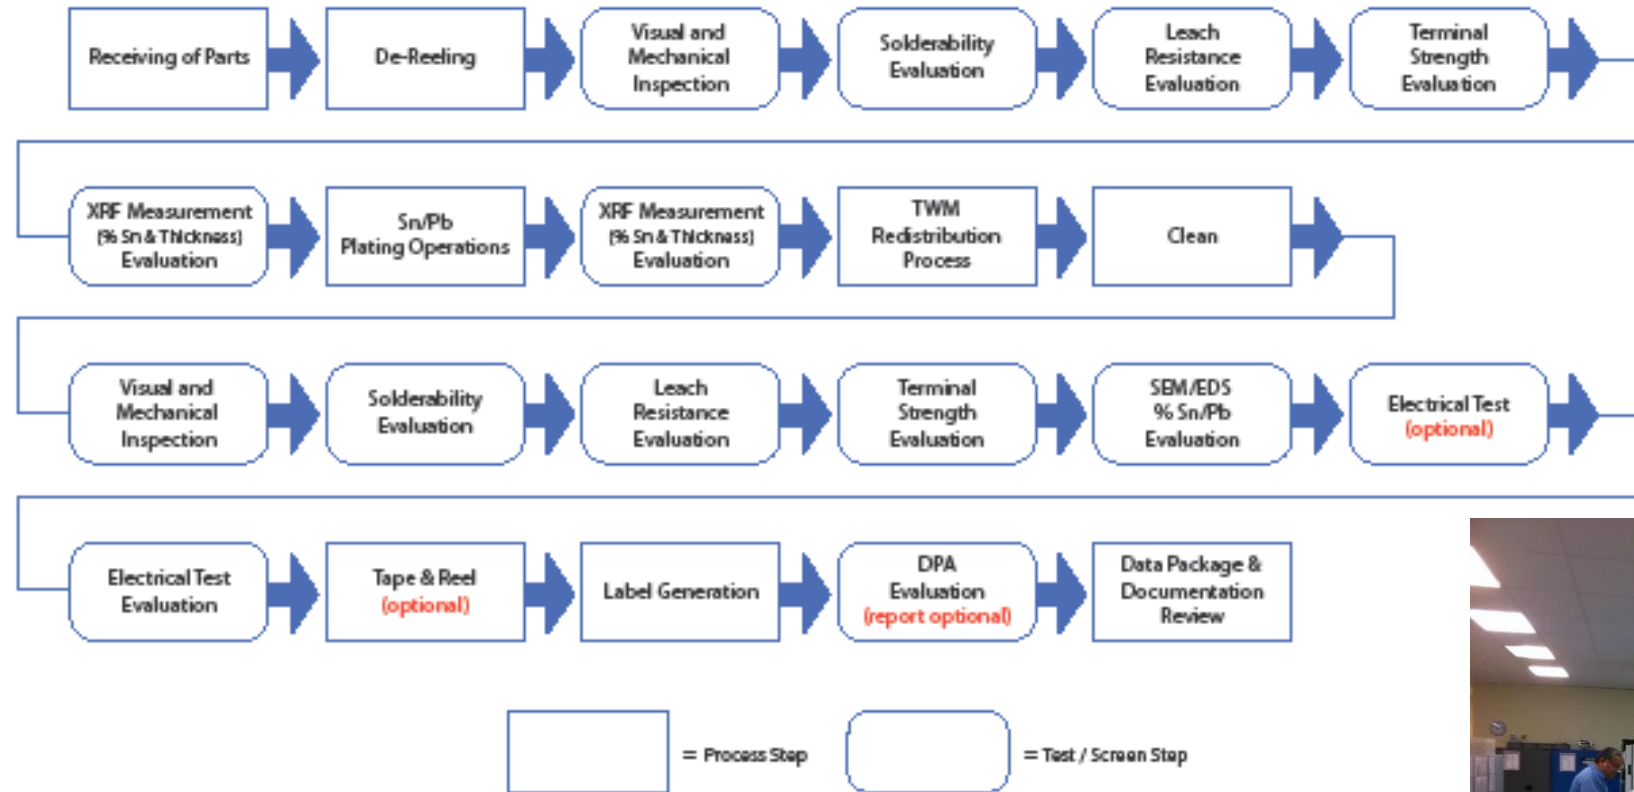 Receiving of Parts
De-Reeling
Visual and
Mechanical
Inspection
Solderability
Evaluation
Leach
Resistance
Evaluation
Terminal
Strength
Evaluation
XRF Measurement
(% Sn & Thickness)
Evaluation
Sn/Pb
Plating Operations
XRF Measurement
(% Sn & Thickness)
Evaluation
TWM
Redistribution
Process
Clean
Visual and
Mechanical
Inspection
Solderability
Evaluation
Leach
Resistance
Evaluation
Terminal
Strength
Evaluation
SEM/EDS
% Sn/Pb
Evaluation
Electrical Test
(optional)
Electrical Test
Evaluation
Tape & Reel
(optional)
Label Generation
DPA
Evaluation
(report optional)
Data Package &
Documentation
Review
= Process Step
= Test / Screen Step